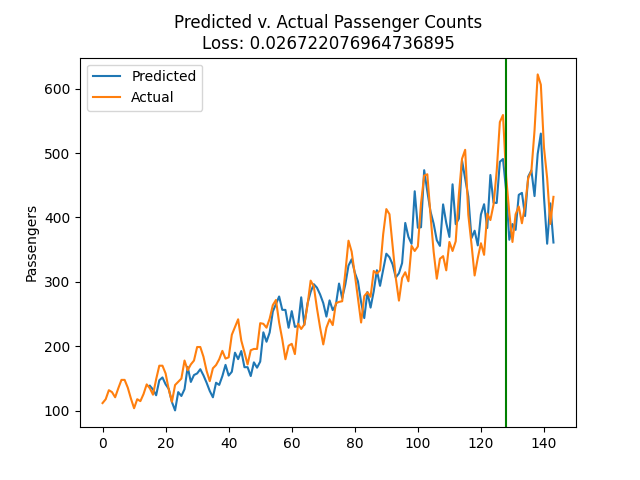 Predicted v. Actual Passenger Counts
Loss: 0.026722076964736895
Predicted
Actual
Passengers
600
500
400
300
200
100
0 20 40 60 80 100 120 140